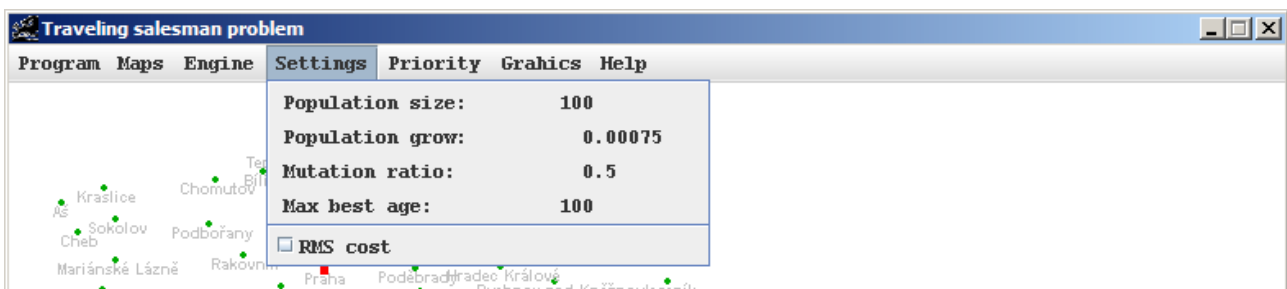 Traveling salesman problem
Program Maps Engine Settings Priority Grahics Help
Population size: 100
Population grow: 0.00075
Mutation ratio: 0.5
Max best age: 100
RMS cost
Chomutov
Kraslice
Aš
Sokolov
Podbořany
Cheb
Mariánské Lázně
Praha
Poděbrady
Hradec Králové